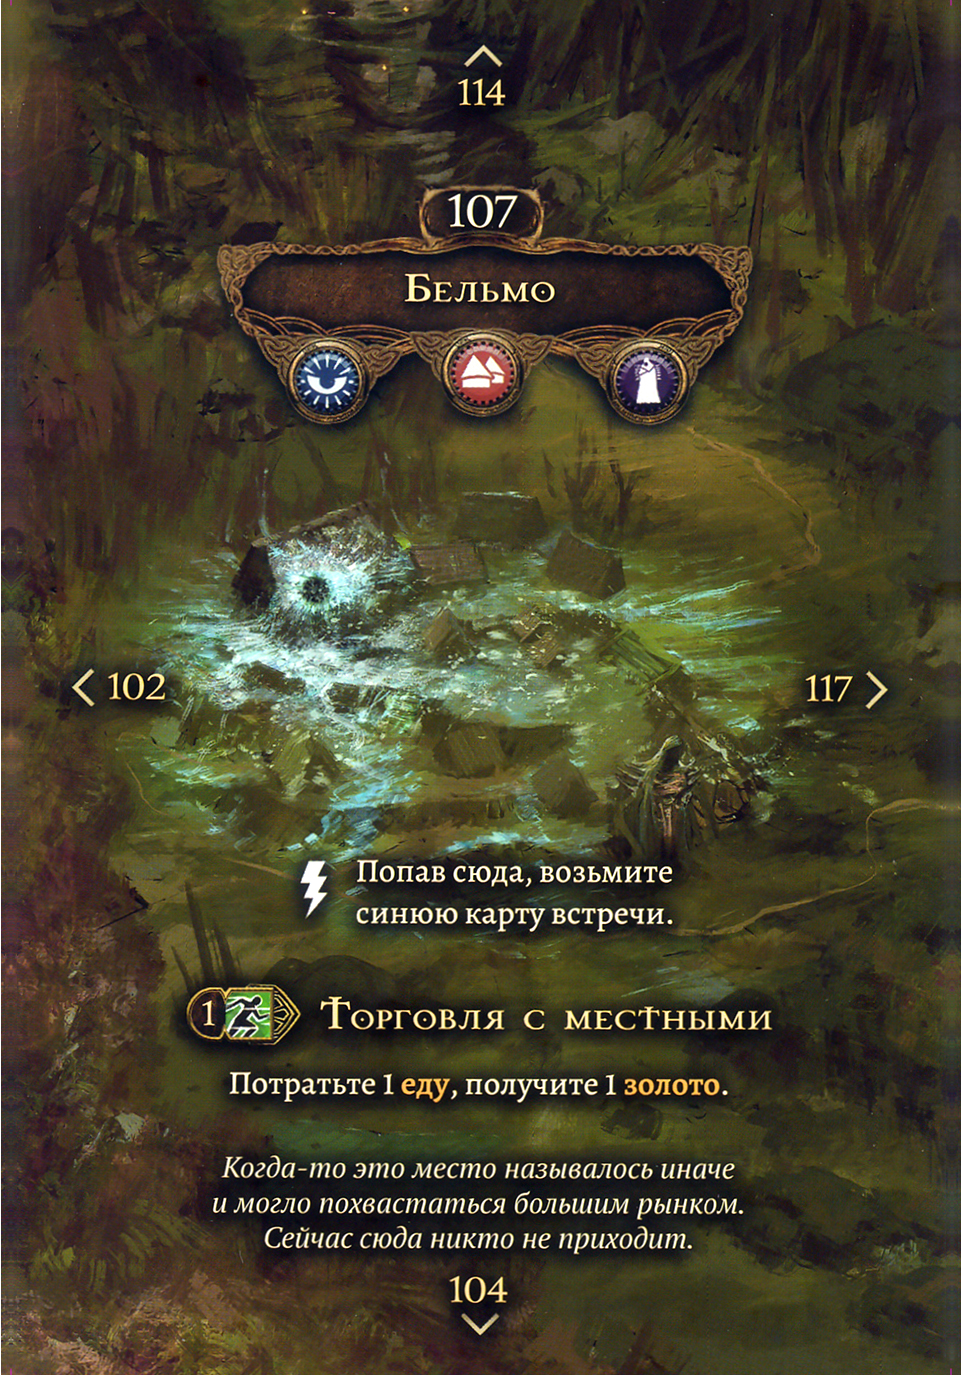 114
107
Бельмо
102
117
Попав сюда, возьмите
синюю карту встречи.
1
Торговля с местными
Потратьте 1 еду, получите 1 золото.
Когда-то это место называлось иначе
и могло похвастаться большим рынком.
Сейчас сюда никто не приходит.
104